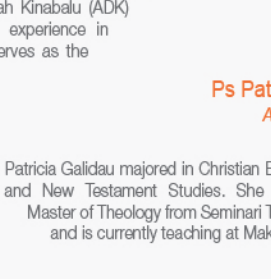 ah Kinabalu (ADK)
experience in
erves as the
Ps Pat
A
Patricia Galidau majored in Christian E
and New Testament Studies. She
Master of Theology from Seminari T
and is currently teaching at Mak